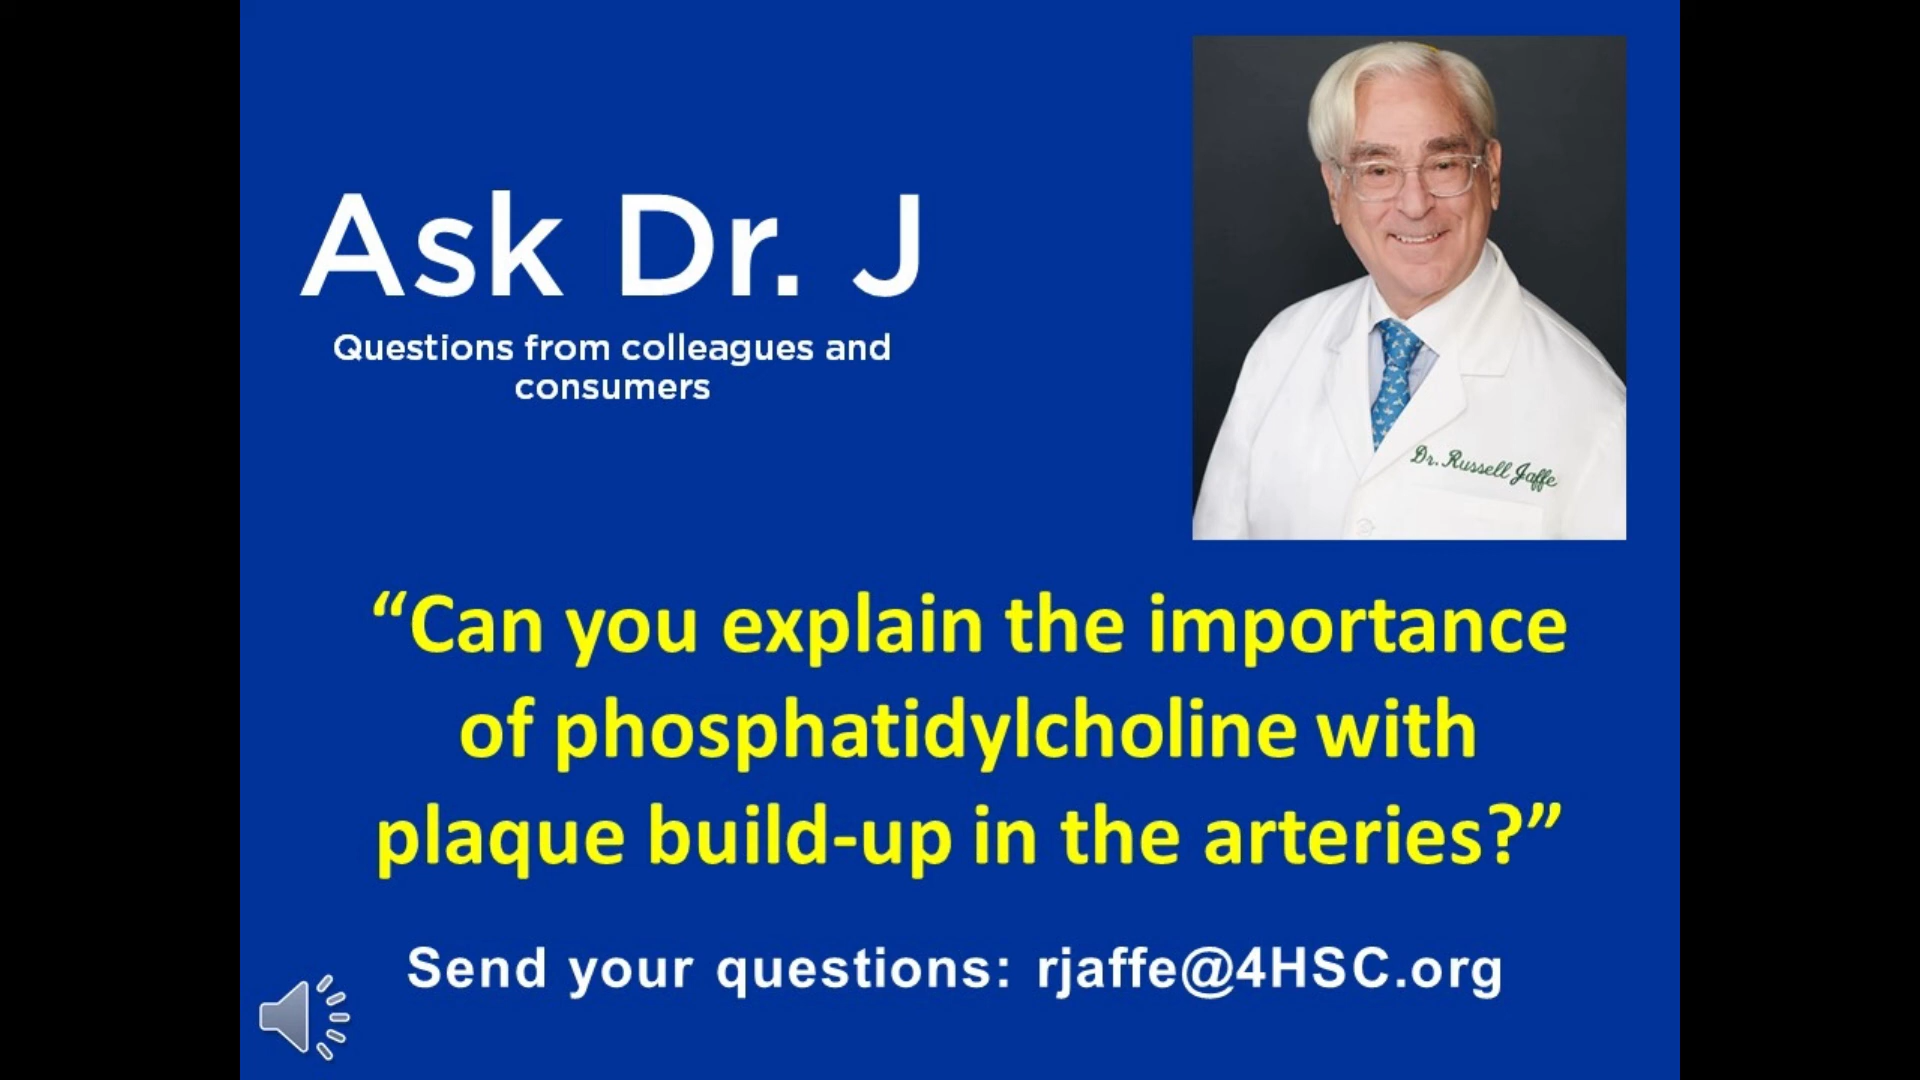 Ask Dr. J
Questions from colleagues and
consumers
Dr. Russell Jaffe
“Can you explain the importance
of phosphatidylcholine with
plaque build-up in the arteries?”
Send your questions: rjaffe@4HSC.org